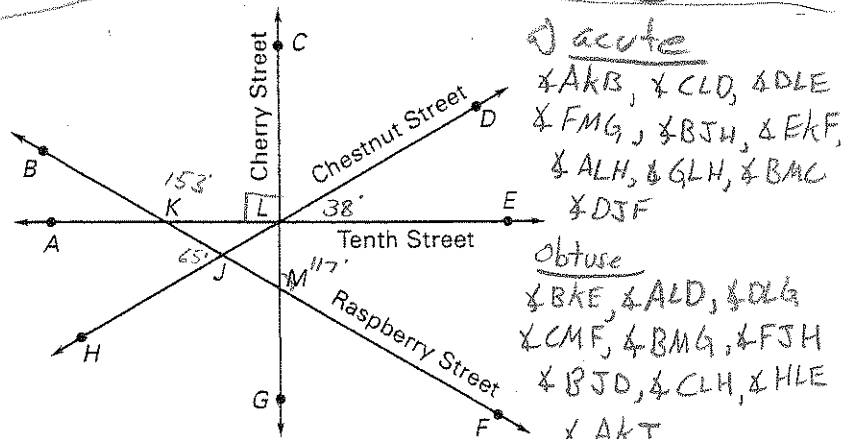 a) acute
∡AKB, ∡CLD, ∡DLE
∡FMG, ∡BJH, ∡EKF,
∡ALH, ∡GLH, ∡BMC
∡DJF
Obtuse
∡BKE, ∡ALD, ∡DLG
∡CMF, ∡BMG, ∡FJH
∡BJD, ∡CLH, ∡HLE
∡AKJ
C
Cherry Street
Chestnut Street
D
B
153°
K
L
38°
E
A
Tenth Street
65°
J
M
117°
Raspberry Street
H
G
F